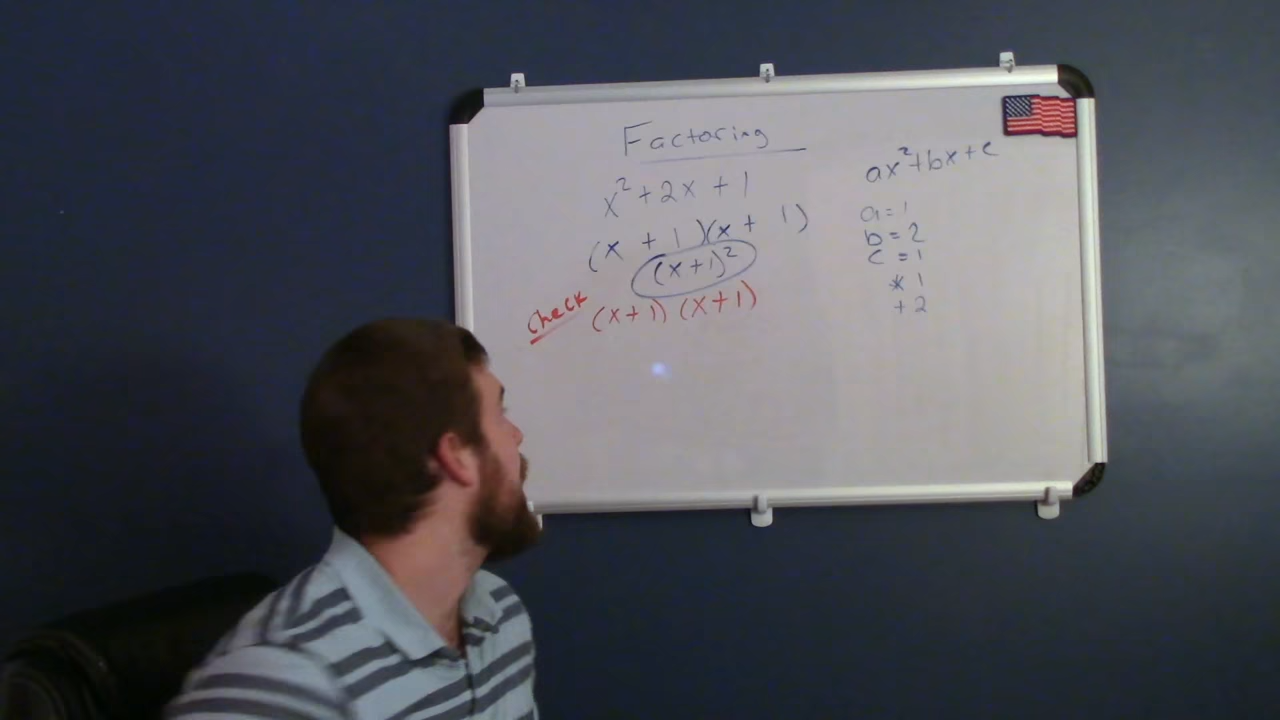 Factoring
x²+2x+1
(x+1)(x+1)
(x+1)²
check (x+1)(x+1)
ax²+bx+c
a=1
b=2
c=1
* 1
+2